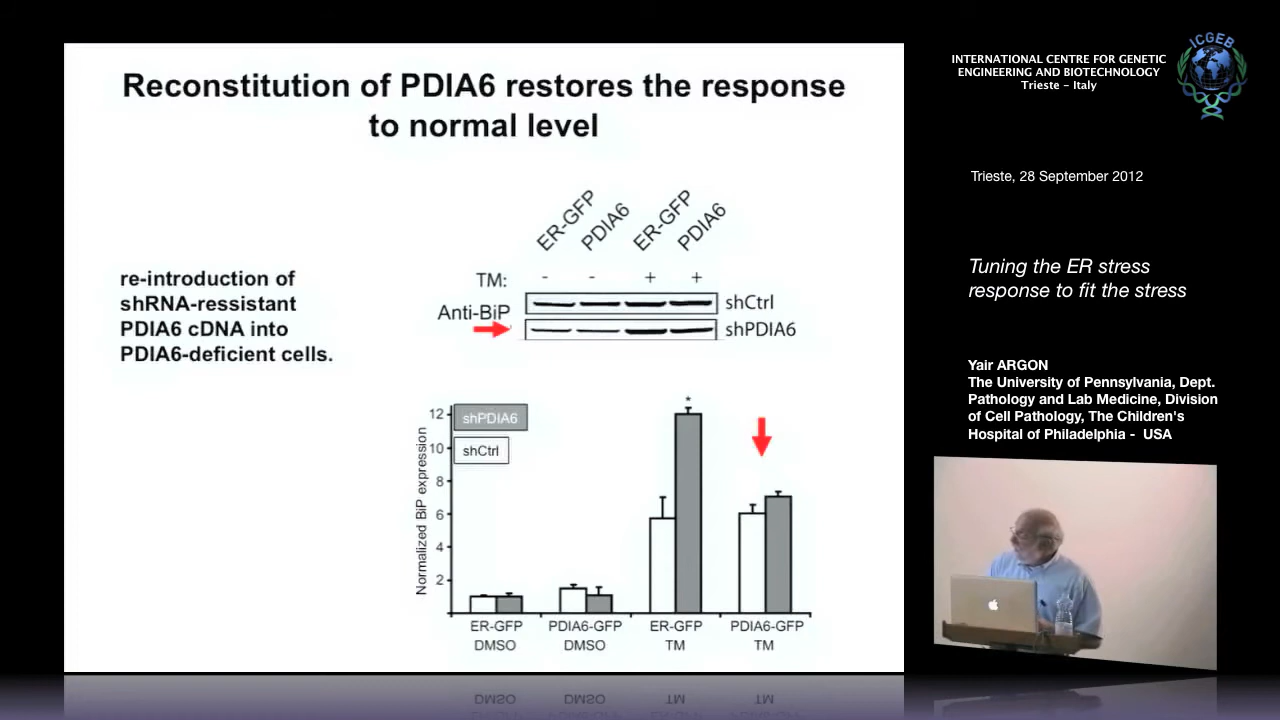 Reconstitution of PDIA6 restores the response
to normal level
re-introduction of
shRNA-ressistant
PDIA6 cDNA into
PDIA6-deficient cells.
ER-GFP PDIA6 ER-GFP PDIA6
TM: - - + +
Anti-BiP
shCtrl
shPDIA6
Normalized BiP expression
12
10
8
6
4
2
shPDIA6
shCtrl
*
ER-GFP PDIA6-GFP ER-GFP PDIA6-GFP
DMSO DMSO TM TM
INTERNATIONAL CENTRE FOR GENETIC
ENGINEERING AND BIOTECHNOLOGY
Trieste - Italy
ICGEB
Trieste, 28 September 2012
Tuning the ER stress
response to fit the stress
Yair ARGON
The University of Pennsylvania, Dept.
Pathology and Lab Medicine, Division
of Cell Pathology, The Children's
Hospital of Philadelphia - USA